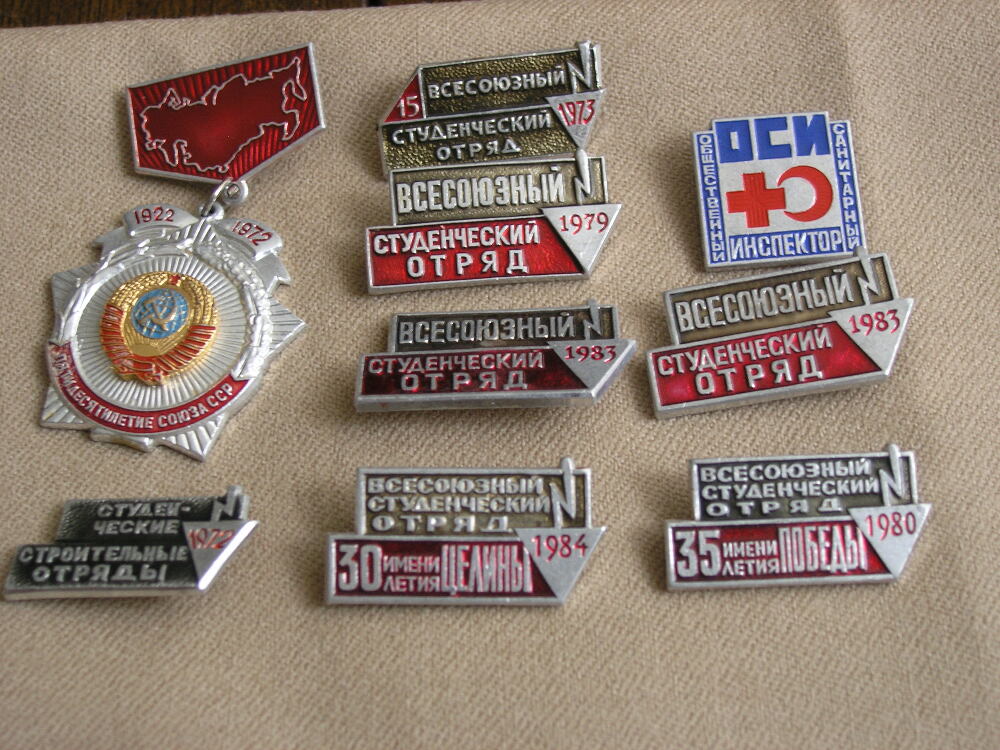 1922
1972
ПЯТИДЕСЯТИЛЕТИЕ СОЮЗА ССР
15
ВСЕСОЮЗНЫЙ
СТУДЕНЧЕСКИЙ
ОТРЯД
1973
ВСЕСОЮЗНЫЙ
СТУДЕНЧЕСКИЙ
ОТРЯД
1979
ОСИ
ОБЩЕСТВЕННЫЙ
САНИТАРНЫЙ
ИНСПЕКТОР
ВСЕСОЮЗНЫЙ
СТУДЕНЧЕСКИЙ
ОТРЯД
1983
ВСЕСОЮЗНЫЙ
СТУДЕНЧЕСКИЙ
ОТРЯД
1983
СТУДЕН-
ЧЕСКИЕ
СТРОИТЕЛЬНЫЕ
ОТРЯДЫ
1972
ВСЕСОЮЗНЫЙ
СТУДЕНЧЕСКИЙ
ОТРЯД
30 ИМЕНИ
ЛЕТИЯ ЦЕЛИНЫ
1984
ВСЕСОЮЗНЫЙ
СТУДЕНЧЕСКИЙ
ОТРЯД
35 ИМЕНИ
ЛЕТИЯ ПОБЕДЫ
1980